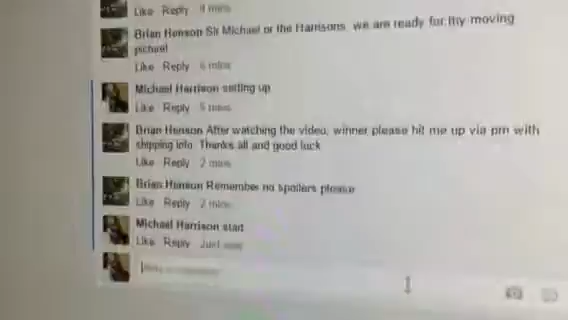 Like Reply 4 mins
Brian Henson Sir Michael or the Harrisons, we are ready for thy moving
picture!
Like Reply 6 mins
Michael Harrison setting up
Like Reply 5 mins
Brian Henson After watching the video, winner please hit me up via pm with
shipping info. Thanks all and good luck
Like Reply 2 mins
Brian Henson Remember no spoilers please
Like Reply 2 mins
Michael Harrison start
Like Reply Just now